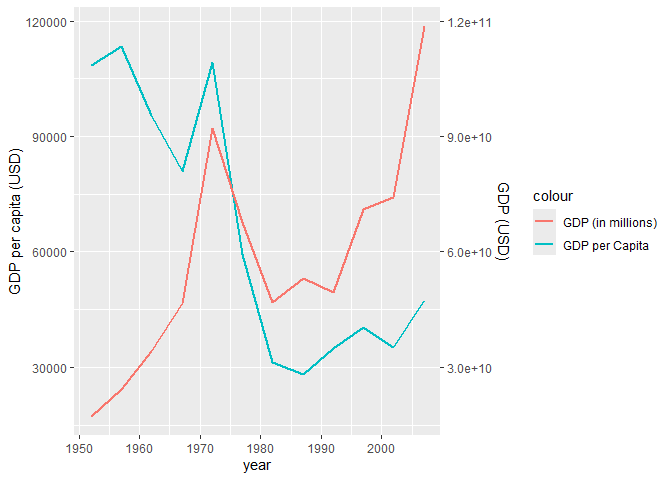 120000
90000
60000
30000
GDP per capita (USD)
1950
1960
1970
1980
1990
2000
year
1.2e+11
9.0e+10
6.0e+10
3.0e+10
GDP (USD)
colour
GDP (in millions)
GDP per Capita